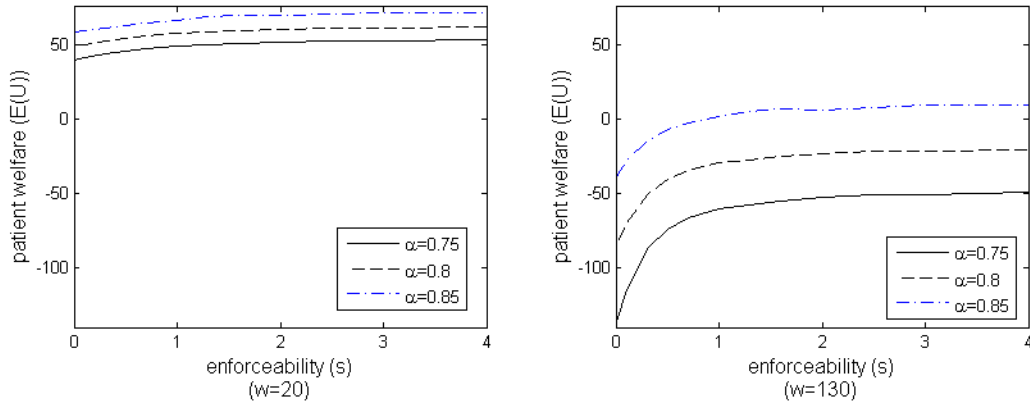 patient welfare (E(U))
50
0
-50
-100
α=0.75
α=0.8
α=0.85
0 1 2 3 4
enforceability (s)
(w=20)
patient welfare (E(U))
50
0
-50
-100
α=0.75
α=0.8
α=0.85
0 1 2 3 4
enforceability (s)
(w=130)